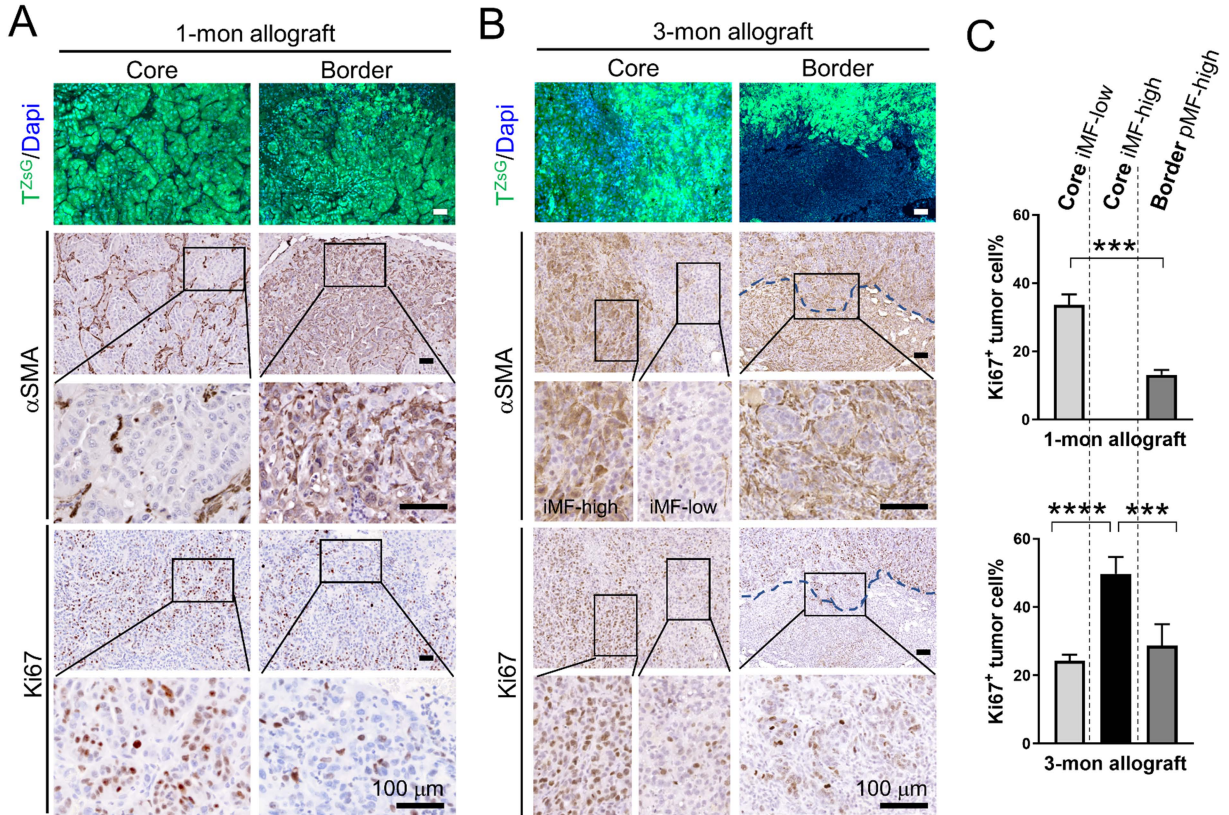 A
1-mon allograft
Core
Border
T^ZsG/Dapi
αSMA
Ki67
100 μm
B
3-mon allograft
Core
Border
T^ZsG/Dapi
αSMA
iMF-high
iMF-low
Ki67
100 μm
C
Core iMF-low
Core iMF-high
Border pMF-high
Ki67⁺ tumor cell%
60
40
20
0
***
1-mon allograft
Ki67⁺ tumor cell%
60
40
20
0
****
***
3-mon allograft